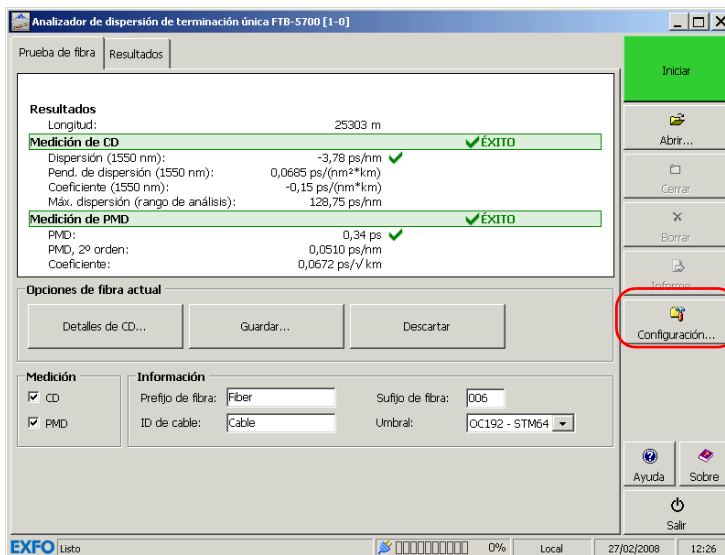 Analizador de dispersión de terminación única FTB-5700 [1-0]
Prueba de fibra Resultados
Resultados
Longitud: 25303 m
Medición de CD ÉXITO
Dispersión (1550 nm): -3,78 ps/nm
Pend. de dispersión (1550 nm): 0,0685 ps/(nm²*km)
Coeficiente (1550 nm): -0,15 ps/(nm*km)
Máx. dispersión (rango de análisis): 128,75 ps/nm
Medición de PMD ÉXITO
PMD: 0,34 ps
PMD, 2º orden: 0,0510 ps/nm
Coeficiente: 0,0672 ps/√km
Opciones de fibra actual
Detalles de CD... Guardar... Descartar
Medición
CD
PMD
Información
Prefijo de fibra: Fiber Sufijo de fibra: 006
ID de cable: Cable Umbral: OC192 - STM64
Iniciar
Abrir...
Cerrar
Borrar
Informe...
Configuración...
Ayuda Sobre
Salir
EXFO Listo 0% Local 27/02/2008 12:26